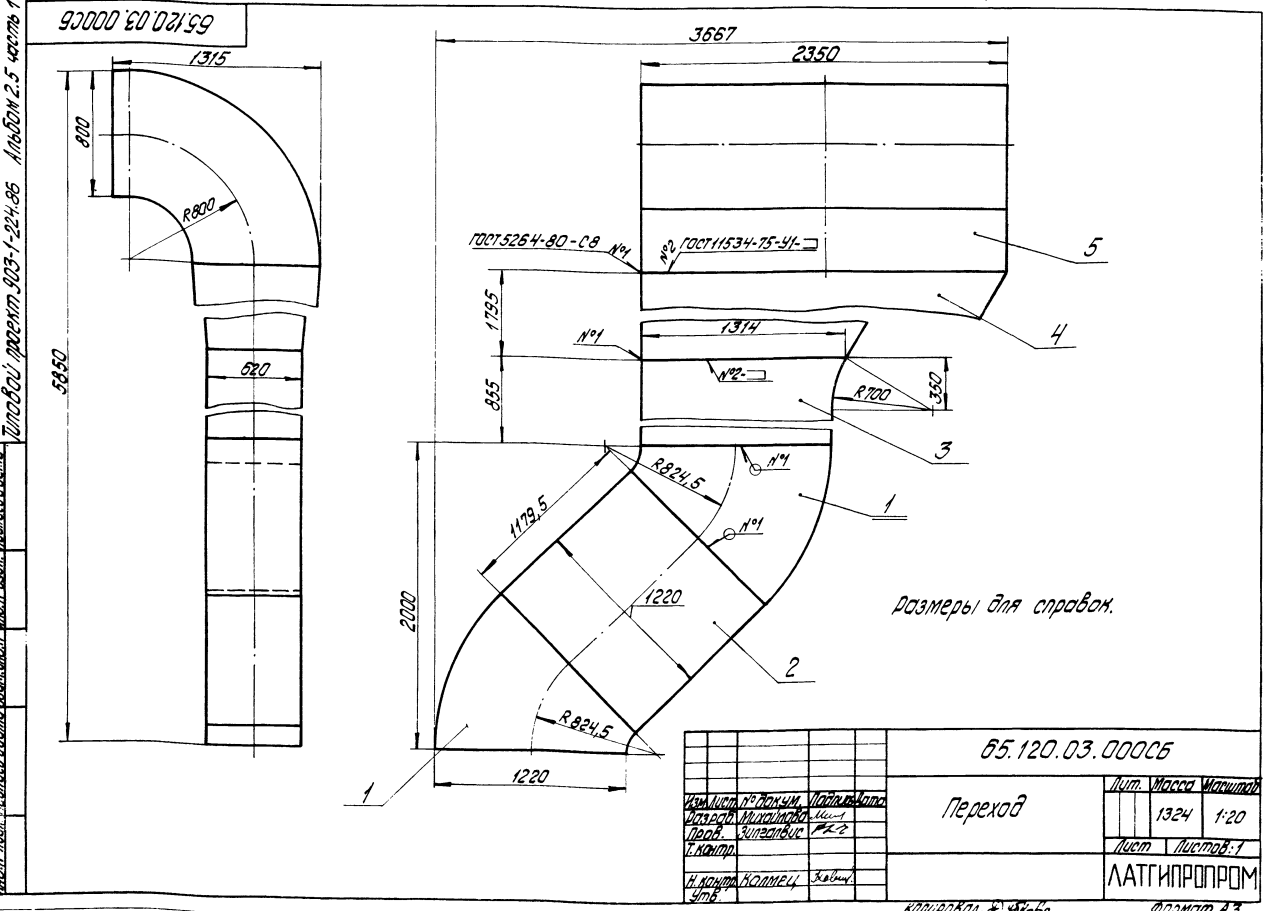 65.120.03 000СБ
Типовой проект 903-1-224.86 Альбом 2.5 часть 1
1315
800
R800
5850
620
3667
2350
ГОСТ 5264-80-С8 №1
№2 ГОСТ 11534-75-У1-
5
1795
4
1314
№1
№2-
855
R700
350
3
R824,5
№1
1
1179,5
№1
1220
2000
2
R 824,5
1220
1
Размеры для справок.
65.120.03.000СБ
Переход
Лит. Масса Масштаб
1324 1:20
Лист Листов:1
ЛАТГИПРОПРОМ
Изм Лист № докум. Подпись Дата
Разраб. Михайлова
Пров.
Т. контр.
Н. контр. Калмец
Утв.
Копировал
Формат А3